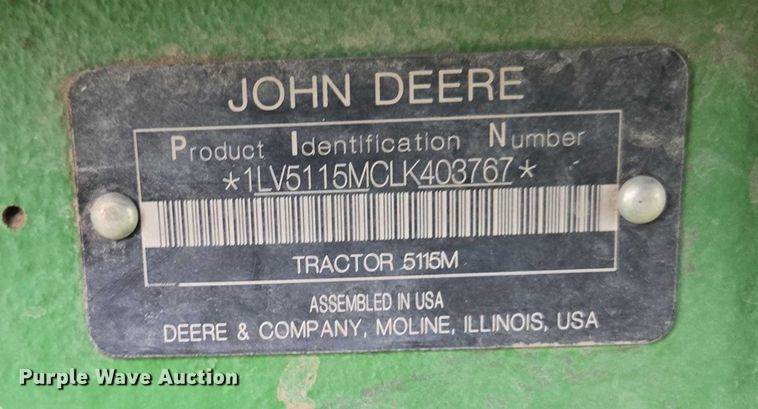 JOHN DEERE
Product Identification Number
*1LV5115MCLK403767*
TRACTOR 5115M
ASSEMBLED IN USA
DEERE & COMPANY, MOLINE, ILLINOIS, USA
Purple Wave Auction